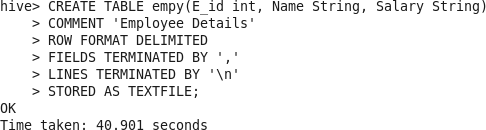 hive> CREATE TABLE empy(E_id int, Name String, Salary String)
    > COMMENT 'Employee Details'
    > ROW FORMAT DELIMITED
    > FIELDS TERMINATED BY ','
    > LINES TERMINATED BY '\n'
    > STORED AS TEXTFILE;
OK
Time taken: 40.901 seconds